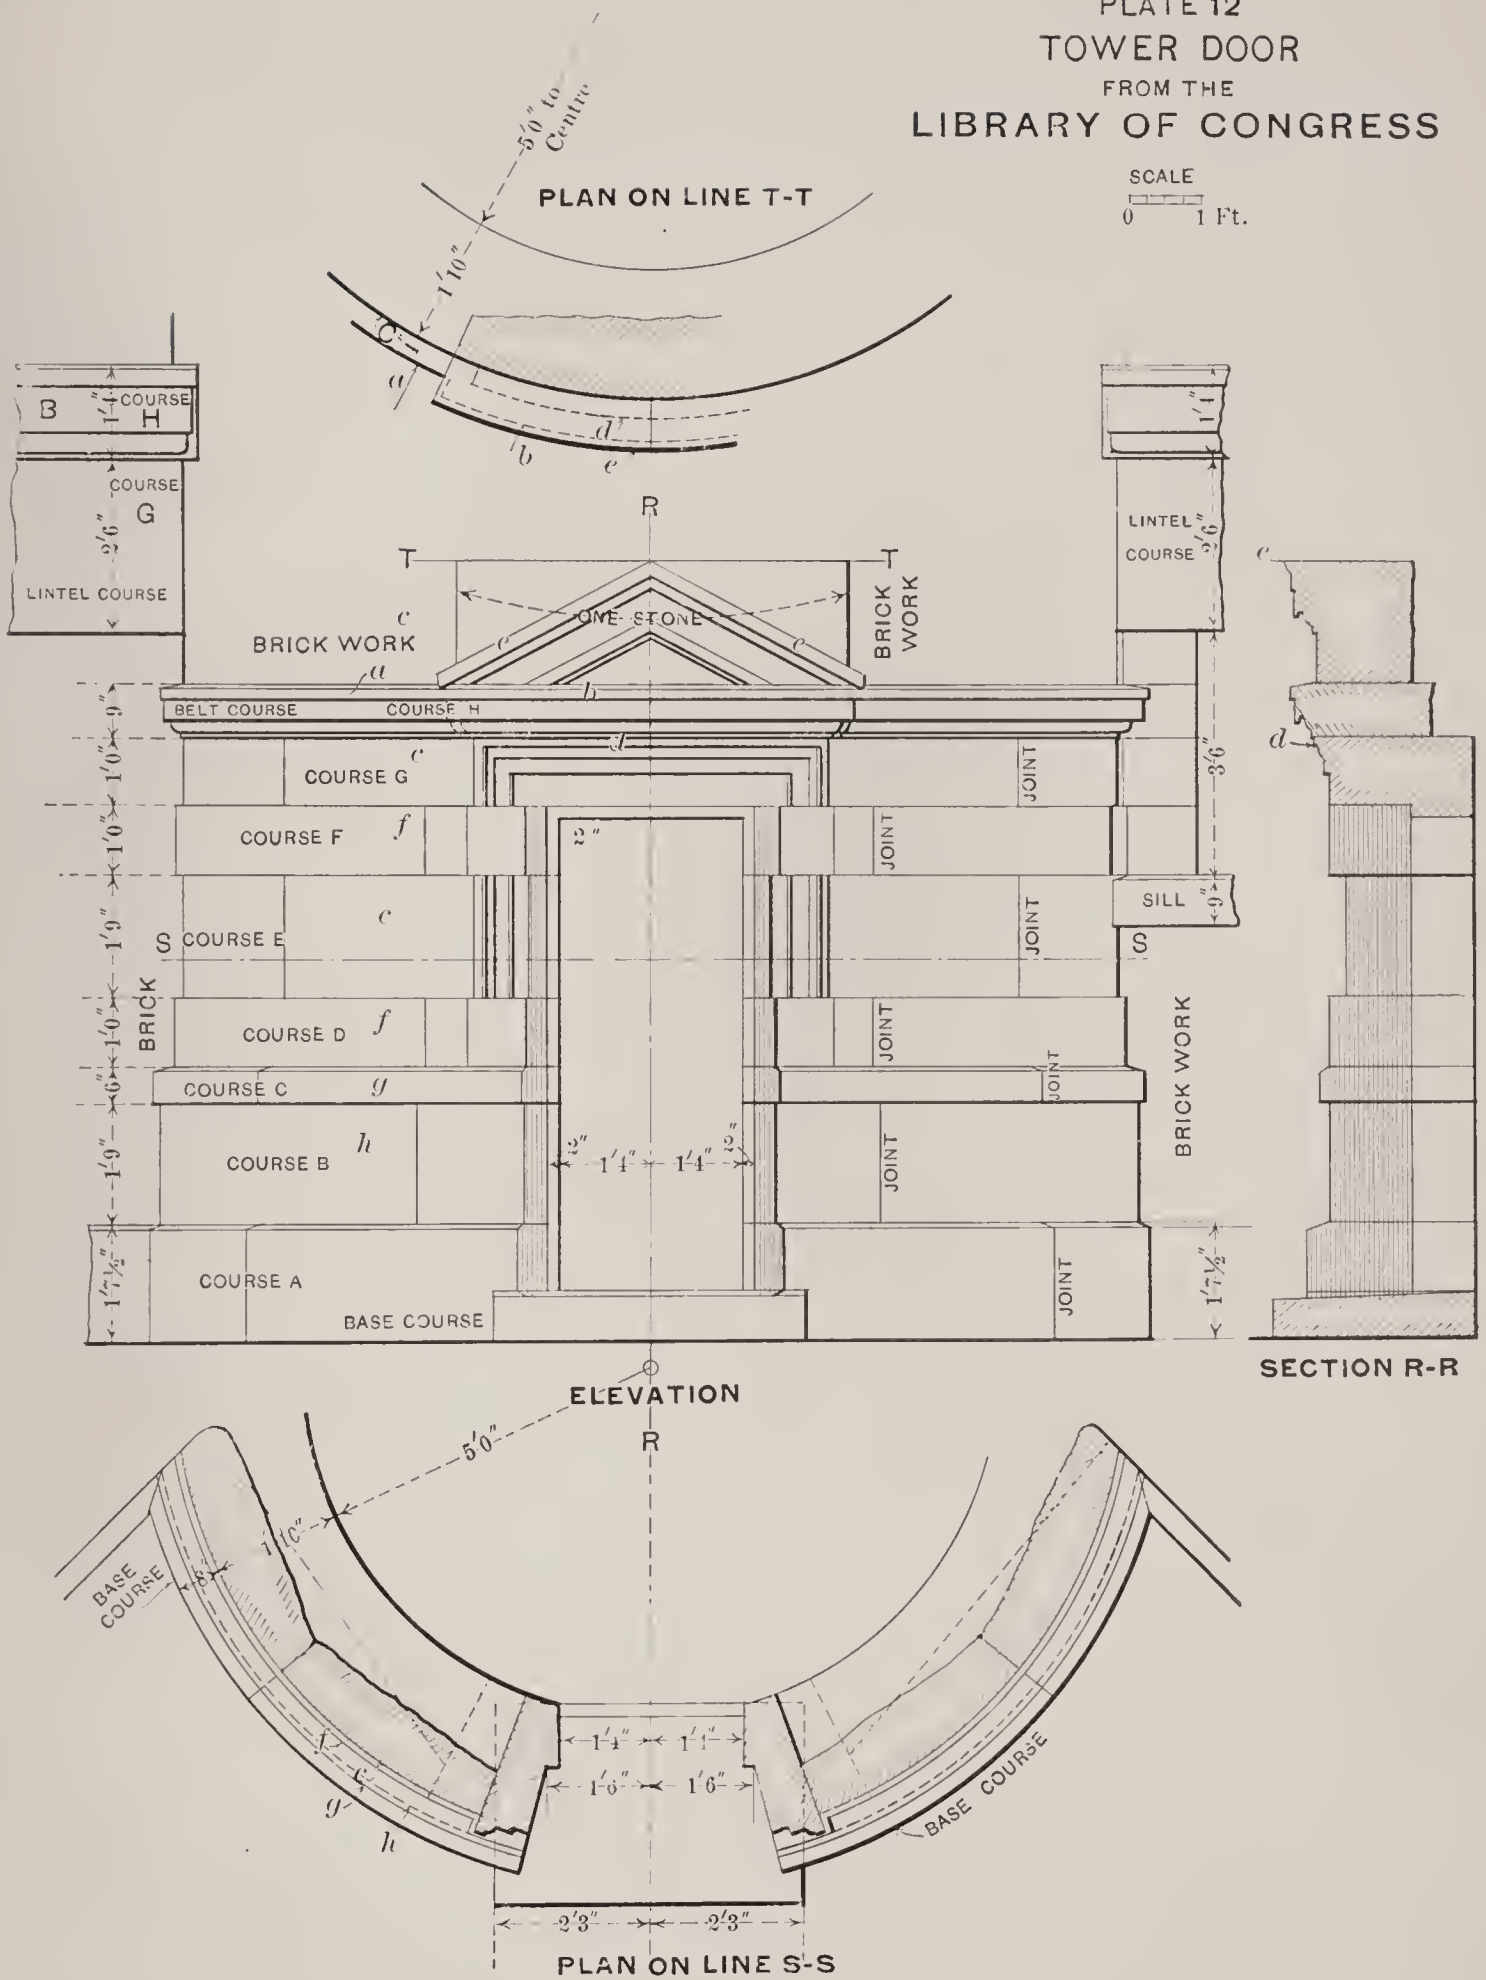 PLATE 12
TOWER DOOR
FROM THE
LIBRARY OF CONGRESS
SCALE
0 1 Ft.
5'0" to
Centre
PLAN ON LINE T-T
1'10"
C
a
b
d
e
B
COURSE
H
1'4"
COURSE
G
2'6"
LINTEL COURSE
1'4"
LINTEL
COURSE
2'6"
R
T
T
c
BRICK WORK
ONE STONE
e
e
BRICK
WORK
a
b
9"
BELT COURSE
COURSE H
d
1'0"
COURSE G
c
JOINT
3'6"
1'0"
COURSE F
f
2"
JOINT
1'9"
S
COURSE E
c
JOINT
SILL
9"
S
BRICK
1'0"
COURSE D
f
JOINT
6"
COURSE C
g
JOINT
BRICK WORK
1'9"
COURSE B
h
2"
1'4"
1'4"
2"
JOINT
1'7½"
COURSE A
BASE COURSE
JOINT
1'7½"
e
d
SECTION R-R
ELEVATION
R
5'0"
1'10"
8"
BASE
COURSE
f
e
g
h
1'4"
1'4"
1'6"
1'6"
BASE COURSE
2'3"
2'3"
PLAN ON LINE S-S